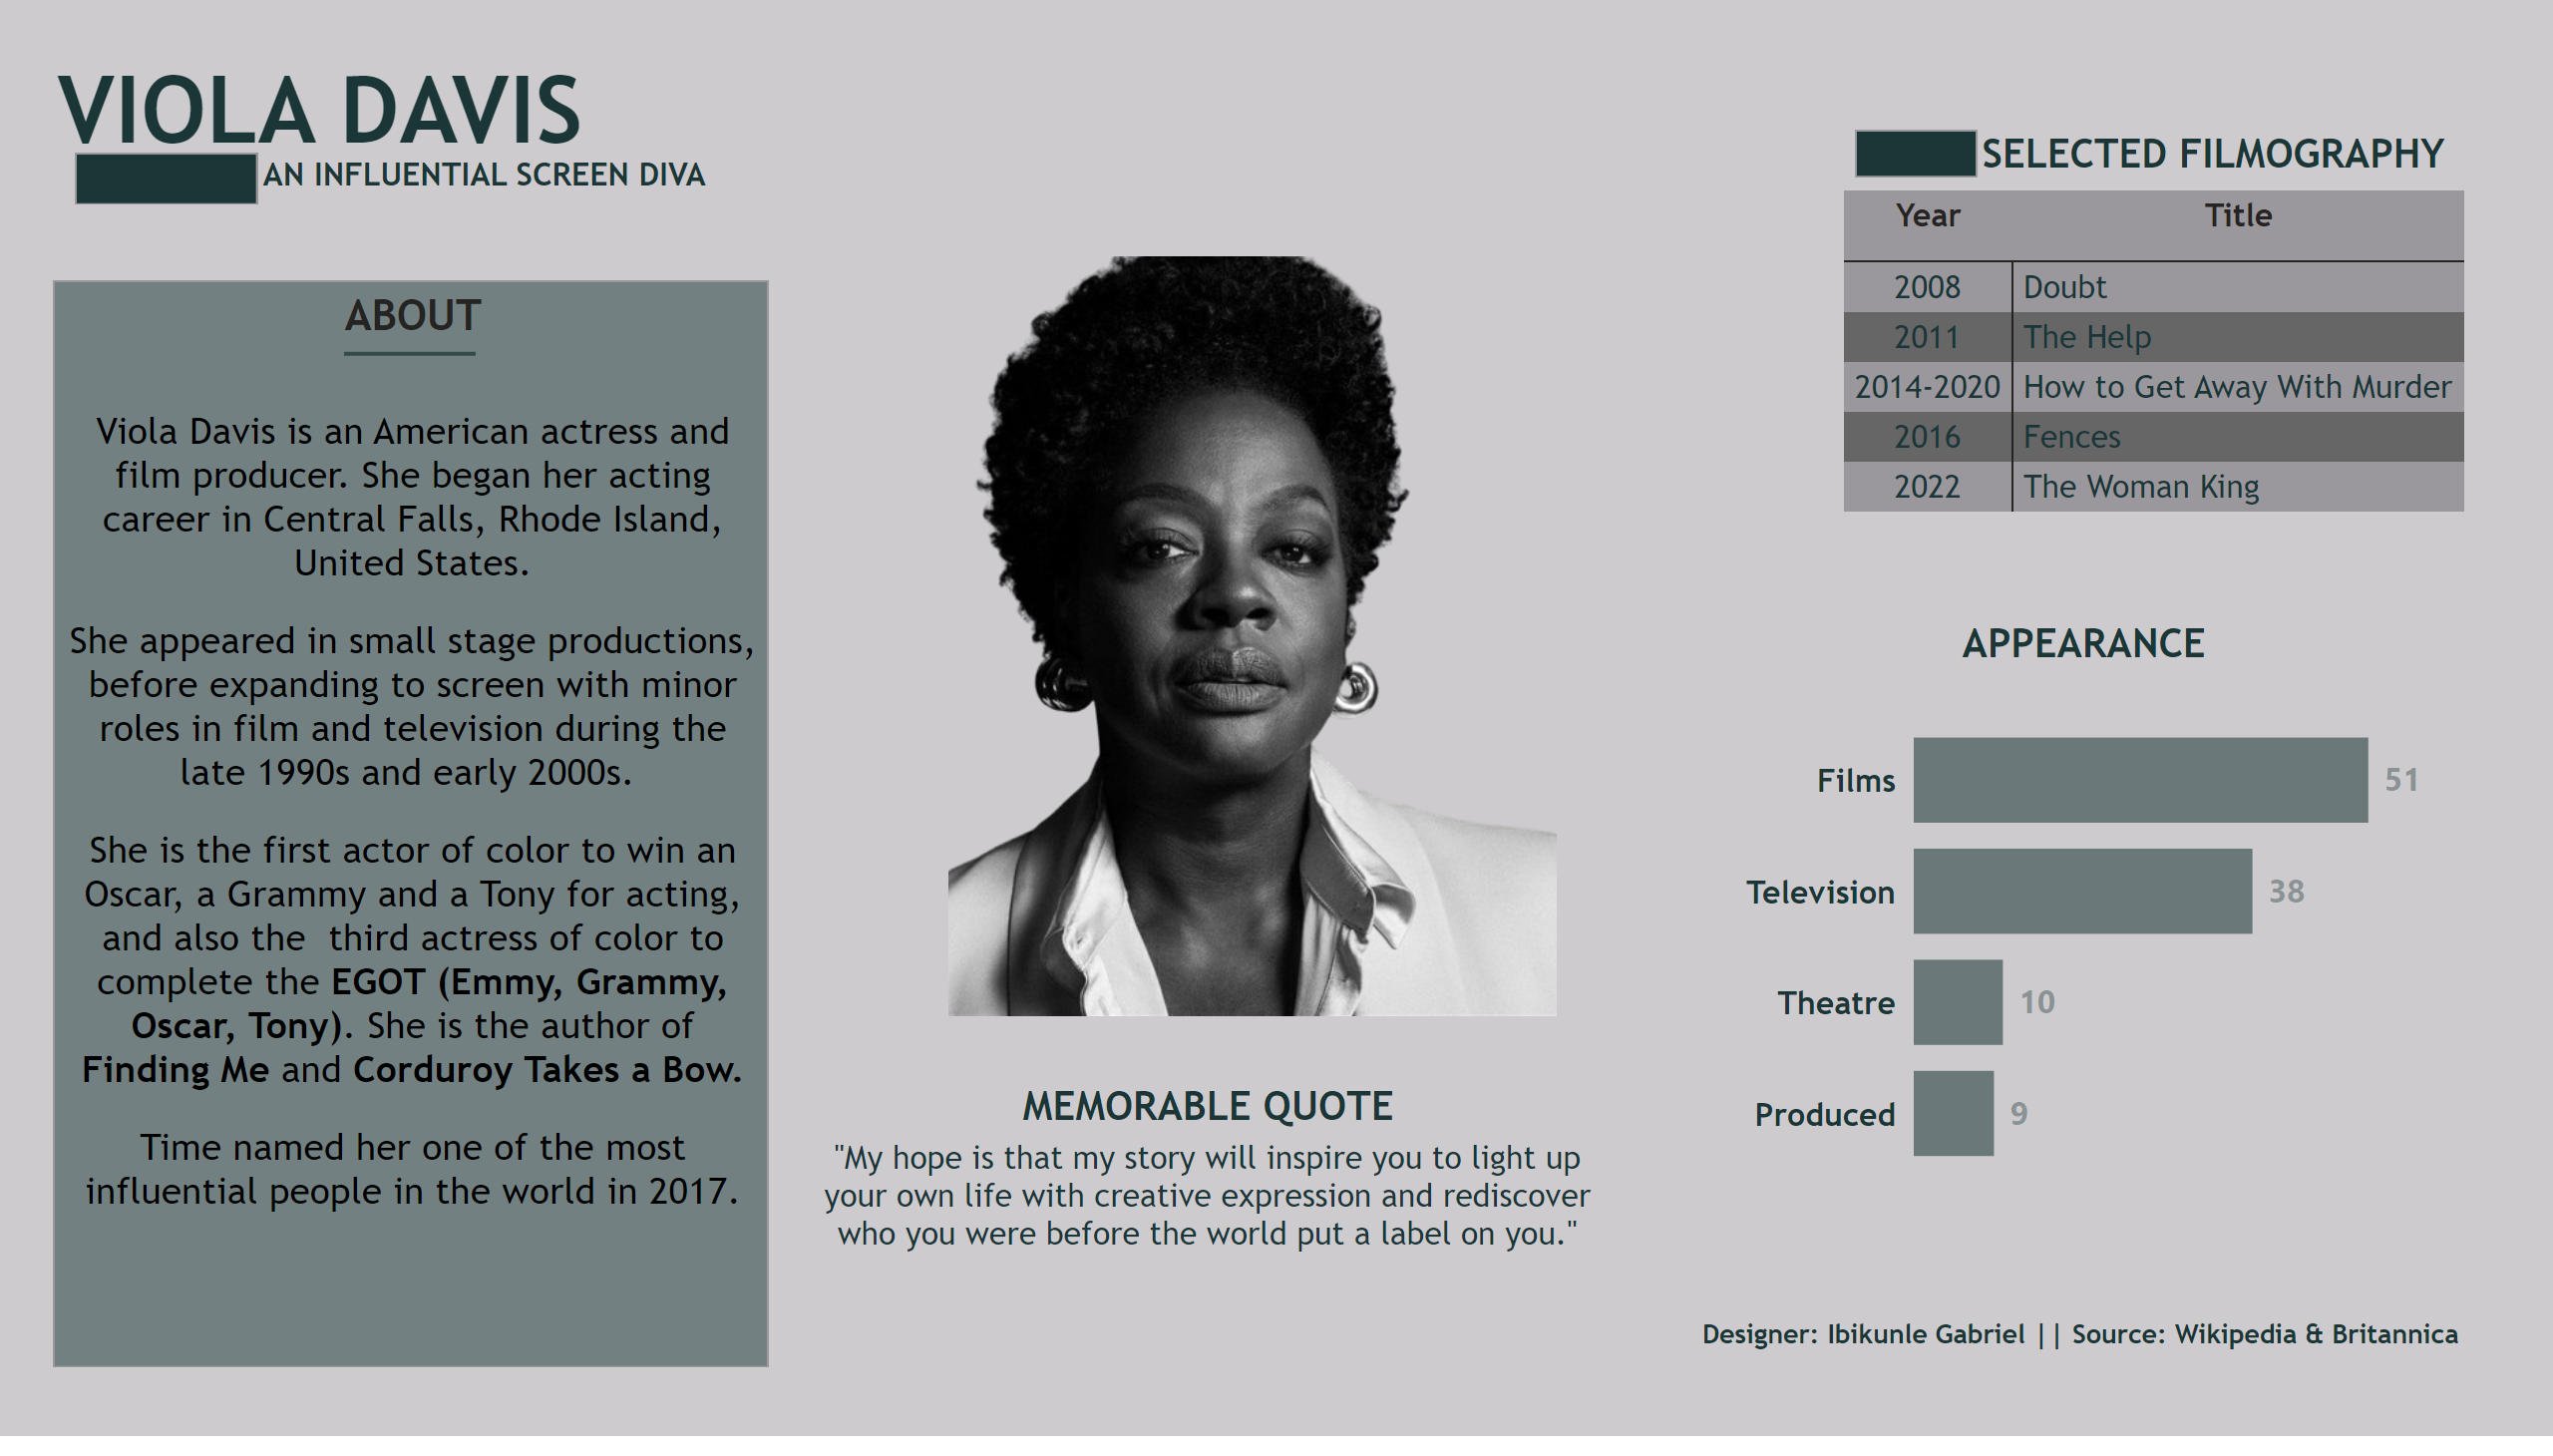 VIOLA DAVIS
AN INFLUENTIAL SCREEN DIVA
ABOUT
Viola Davis is an American actress and
film producer. She began her acting
career in Central Falls, Rhode Island,
United States.
She appeared in small stage productions,
before expanding to screen with minor
roles in film and television during the
late 1990s and early 2000s.
She is the first actor of color to win an
Oscar, a Grammy and a Tony for acting,
and also the  third actress of color to
complete the EGOT (Emmy, Grammy,
Oscar, Tony). She is the author of
Finding Me and Corduroy Takes a Bow.
Time named her one of the most
influential people in the world in 2017.
MEMORABLE QUOTE
"My hope is that my story will inspire you to light up
your own life with creative expression and rediscover
who you were before the world put a label on you."
SELECTED FILMOGRAPHY
Year Title
2008 Doubt
2011 The Help
2014-2020 How to Get Away With Murder
2016 Fences
2022 The Woman King
APPEARANCE
Films 51
Television 38
Theatre 10
Produced 9
Designer: Ibikunle Gabriel || Source: Wikipedia & Britannica